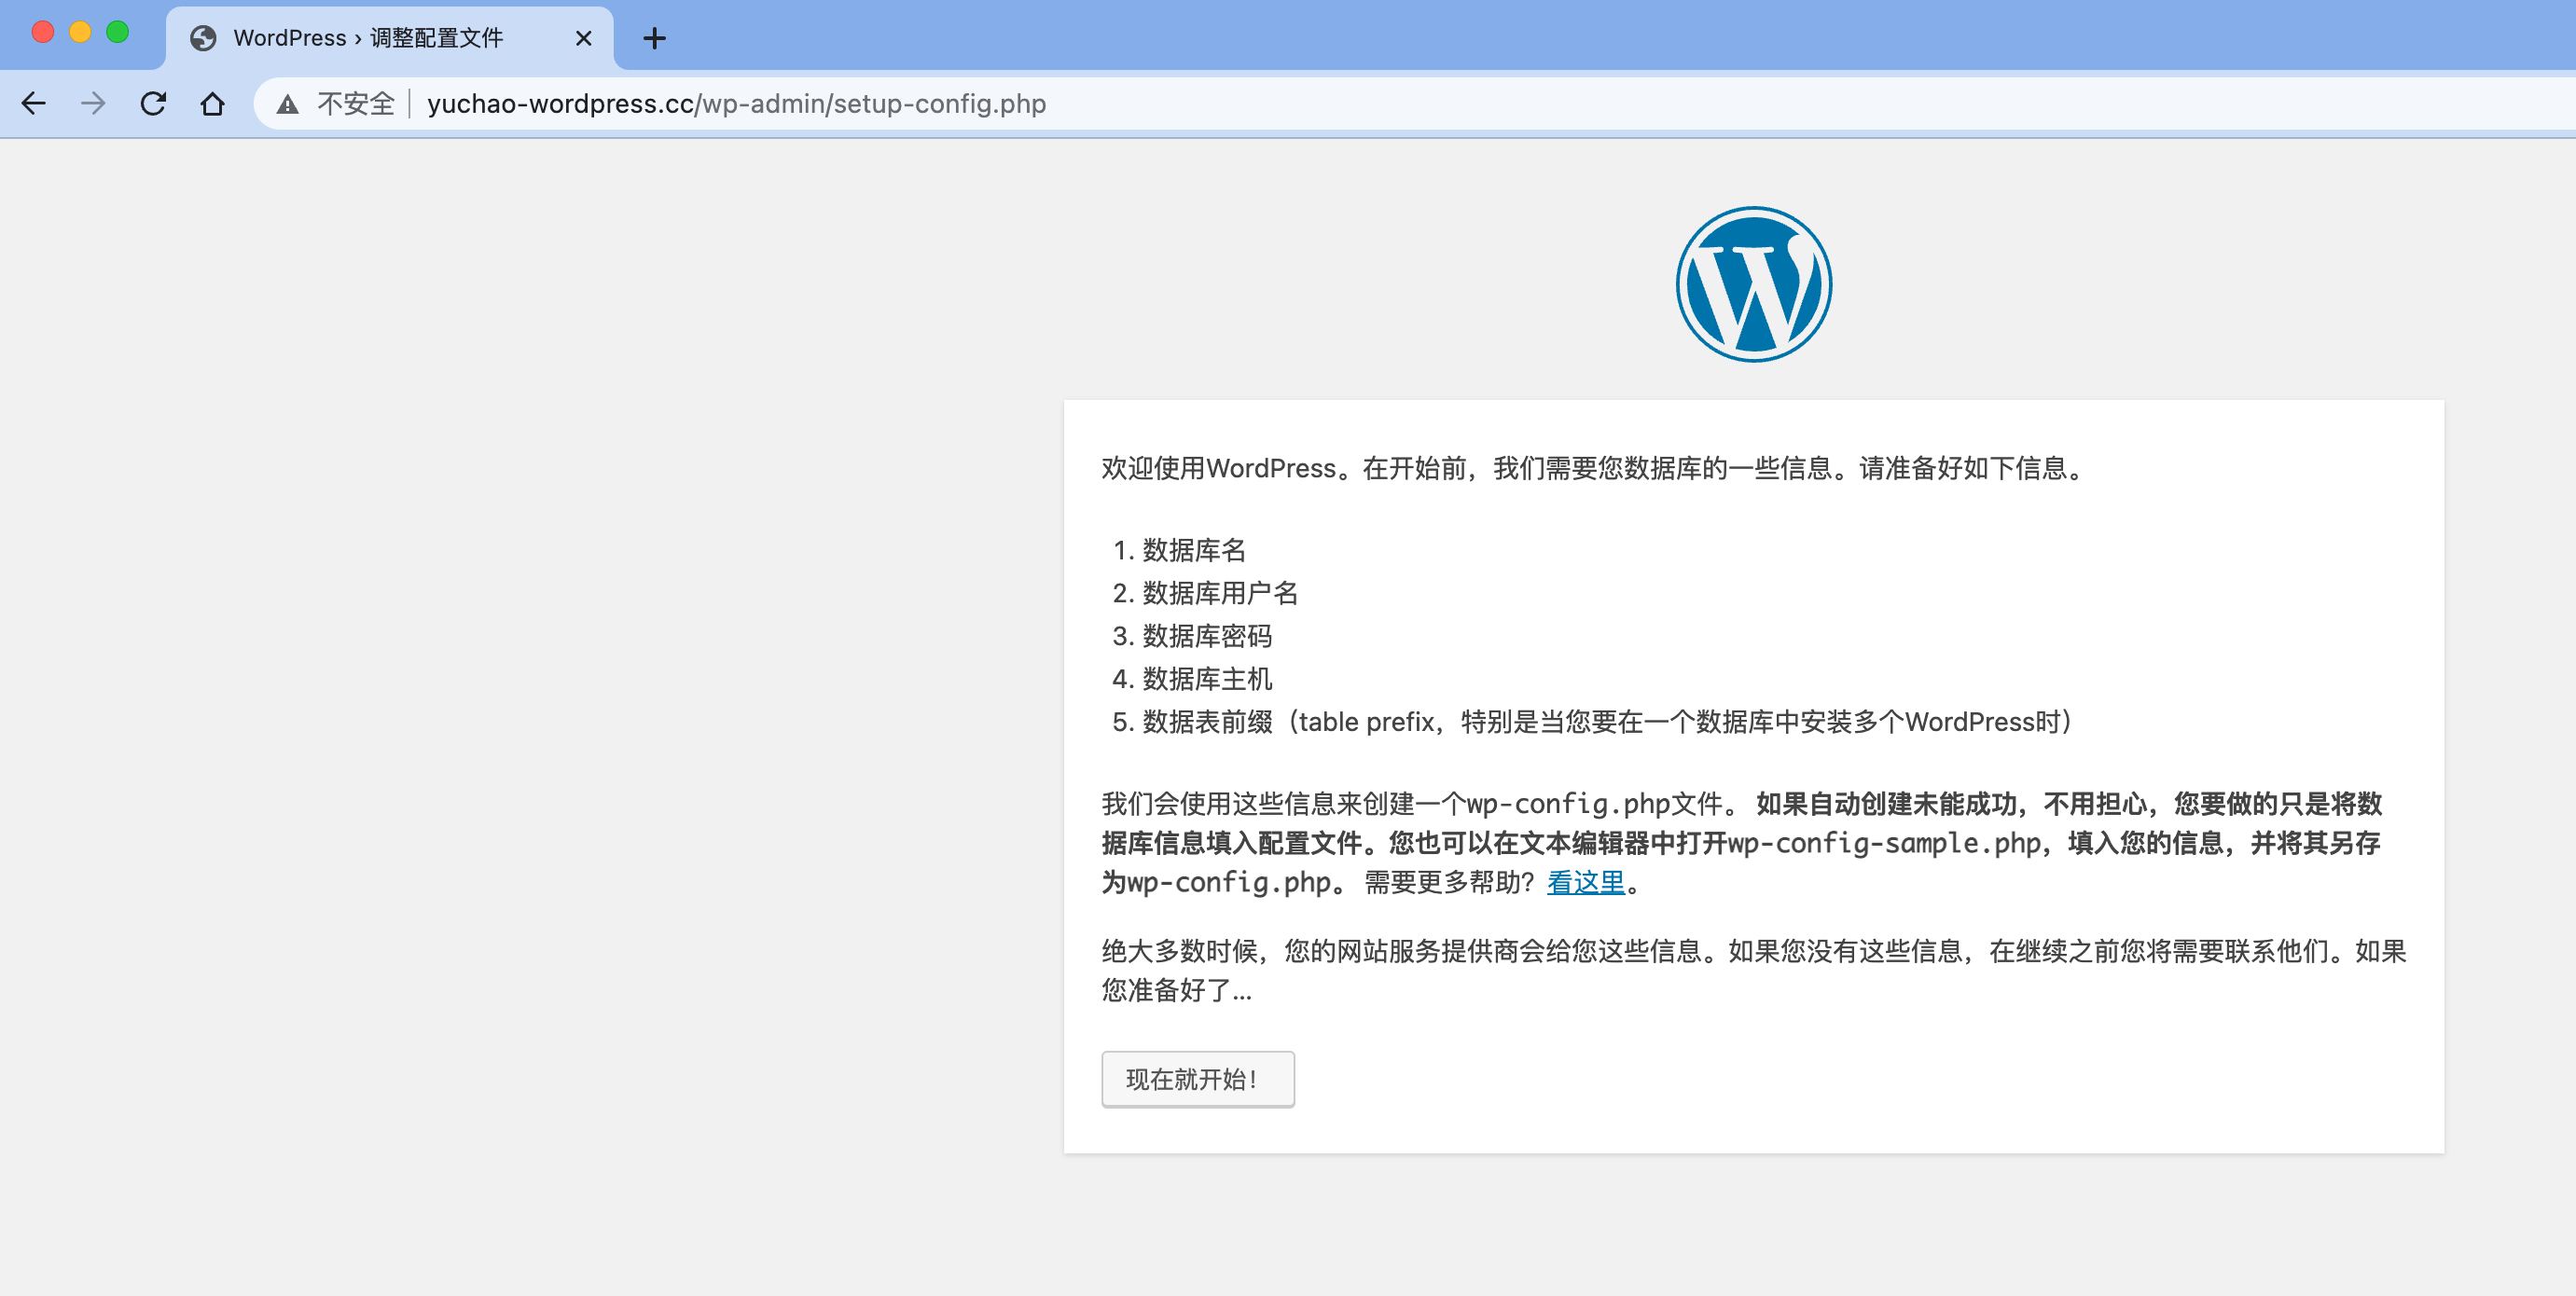 WordPress › 调整配置文件
不安全 yuchao-wordpress.cc/wp-admin/setup-config.php
欢迎使用WordPress。在开始前，我们需要您数据库的一些信息。请准备好如下信息。
1. 数据库名
2. 数据库用户名
3. 数据库密码
4. 数据库主机
5. 数据表前缀（table prefix，特别是当您要在一个数据库中安装多个WordPress时）
我们会使用这些信息来创建一个wp-config.php文件。 如果自动创建未能成功，不用担心，您要做的只是将数
据库信息填入配置文件。您也可以在文本编辑器中打开wp-config-sample.php，填入您的信息，并将其另存
为wp-config.php。 需要更多帮助？看这里。
绝大多数时候，您的网站服务提供商会给您这些信息。如果您没有这些信息，在继续之前您将需要联系他们。如果
您准备好了…
现在就开始！